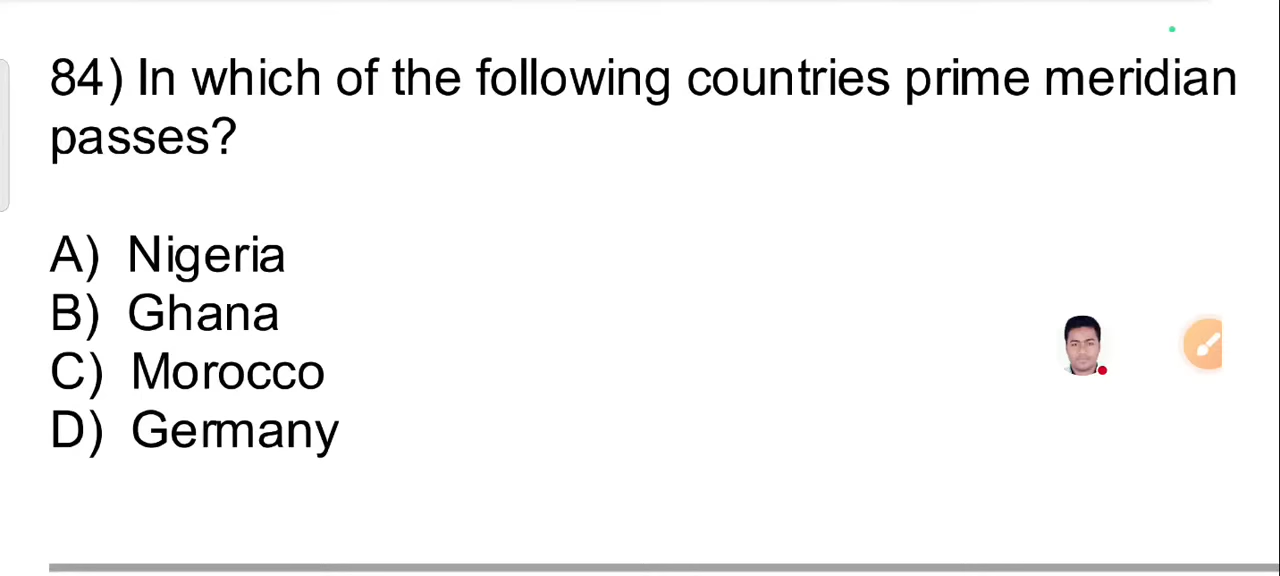 84) In which of the following countries prime meridian
passes?
A) Nigeria
B) Ghana
C) Morocco
D) Germany